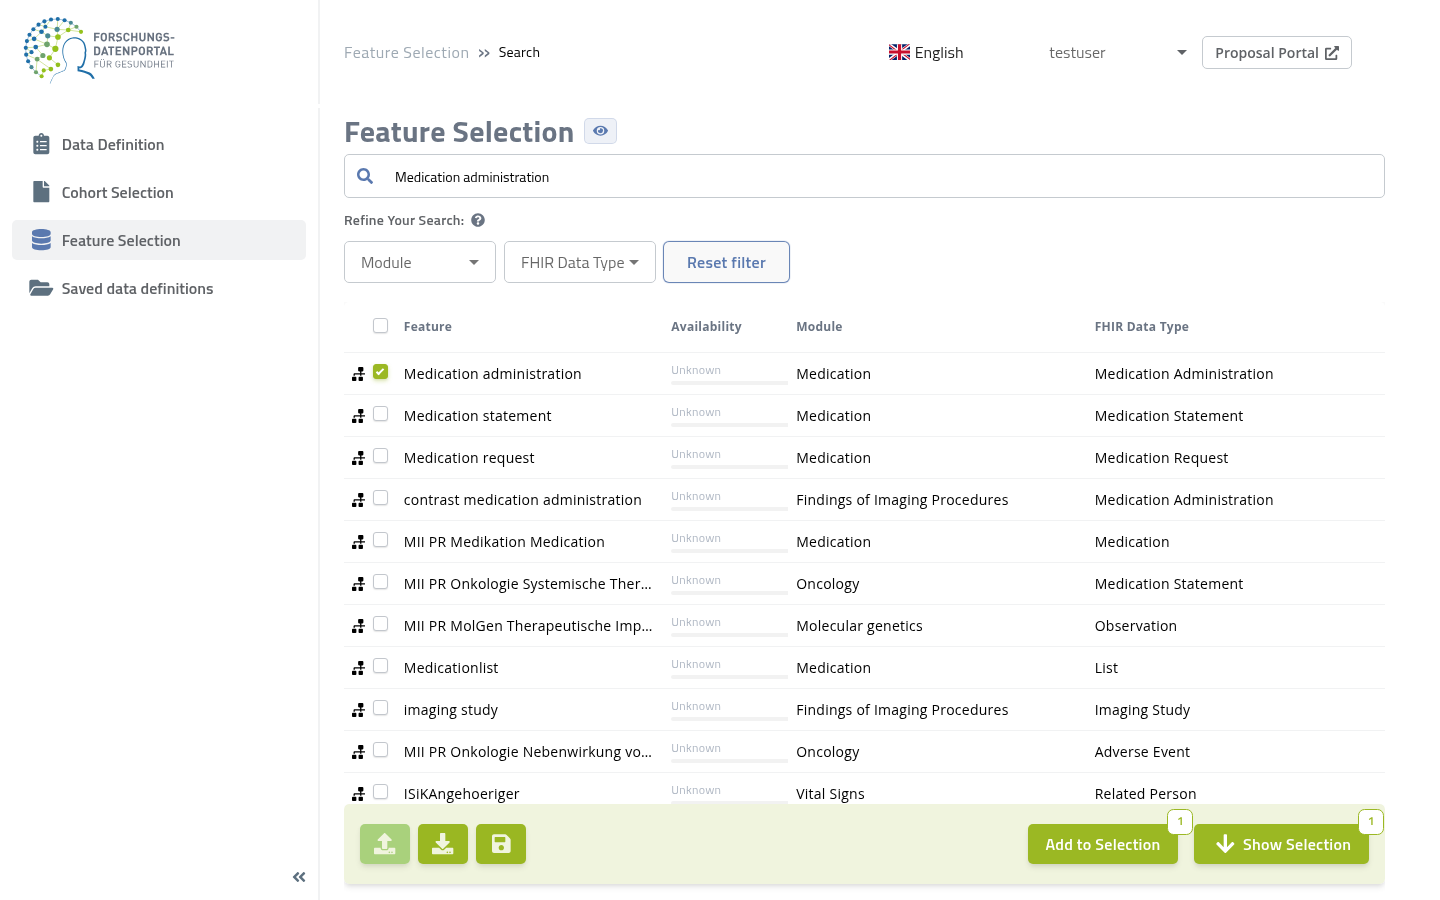 FORSCHUNGS-
DATENPORTAL
FÜR GESUNDHEIT
Feature Selection » Search
English
testuser
Proposal Portal
Data Definition
Cohort Selection
Feature Selection
Saved data definitions
Feature Selection
Medication administration
Refine Your Search:
Module
FHIR Data Type
Reset filter
Feature Availability Module FHIR Data Type
Medication administration Unknown Medication Medication Administration
Medication statement Unknown Medication Medication Statement
Medication request Unknown Medication Medication Request
contrast medication administration Unknown Findings of Imaging Procedures Medication Administration
MII PR Medikation Medication Unknown Medication Medication
MII PR Onkologie Systemische Ther... Unknown Oncology Medication Statement
MII PR MolGen Therapeutische Imp... Unknown Molecular genetics Observation
Medicationlist Unknown Medication List
imaging study Unknown Findings of Imaging Procedures Imaging Study
MII PR Onkologie Nebenwirkung vo... Unknown Oncology Adverse Event
ISiKAngehoeriger Unknown Vital Signs Related Person
Add to Selection 1
Show Selection 1